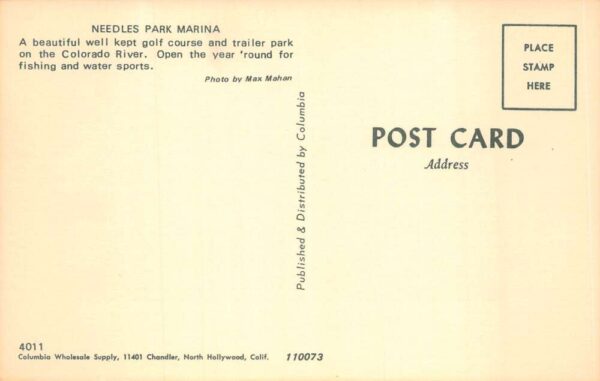 NEEDLES PARK MARINA
A beautiful well kept golf course and trailer park
on the Colorado River. Open the year 'round for
fishing and water sports.
Photo by Max Mahan
Published & Distributed by Columbia
PLACE
STAMP
HERE
POST CARD
Address
4011
Columbia Wholesale Supply, 11401 Chandler, North Hollywood, Calif. 110073